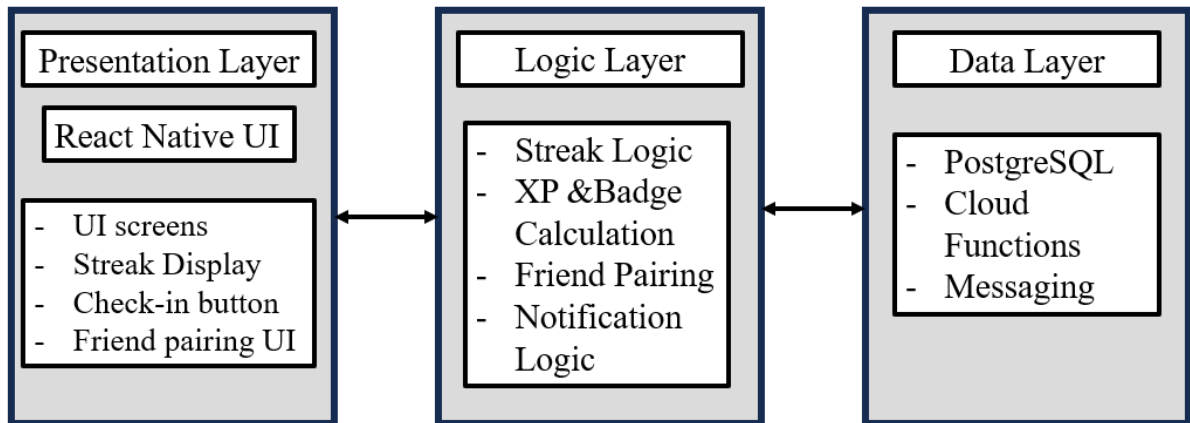 Presentation Layer
React Native UI
- UI screens
- Streak Display
- Check-in button
- Friend pairing UI
Logic Layer
- Streak Logic
- XP &Badge
Calculation
- Friend Pairing
- Notification
Logic
Data Layer
- PostgreSQL
- Cloud
Functions
- Messaging